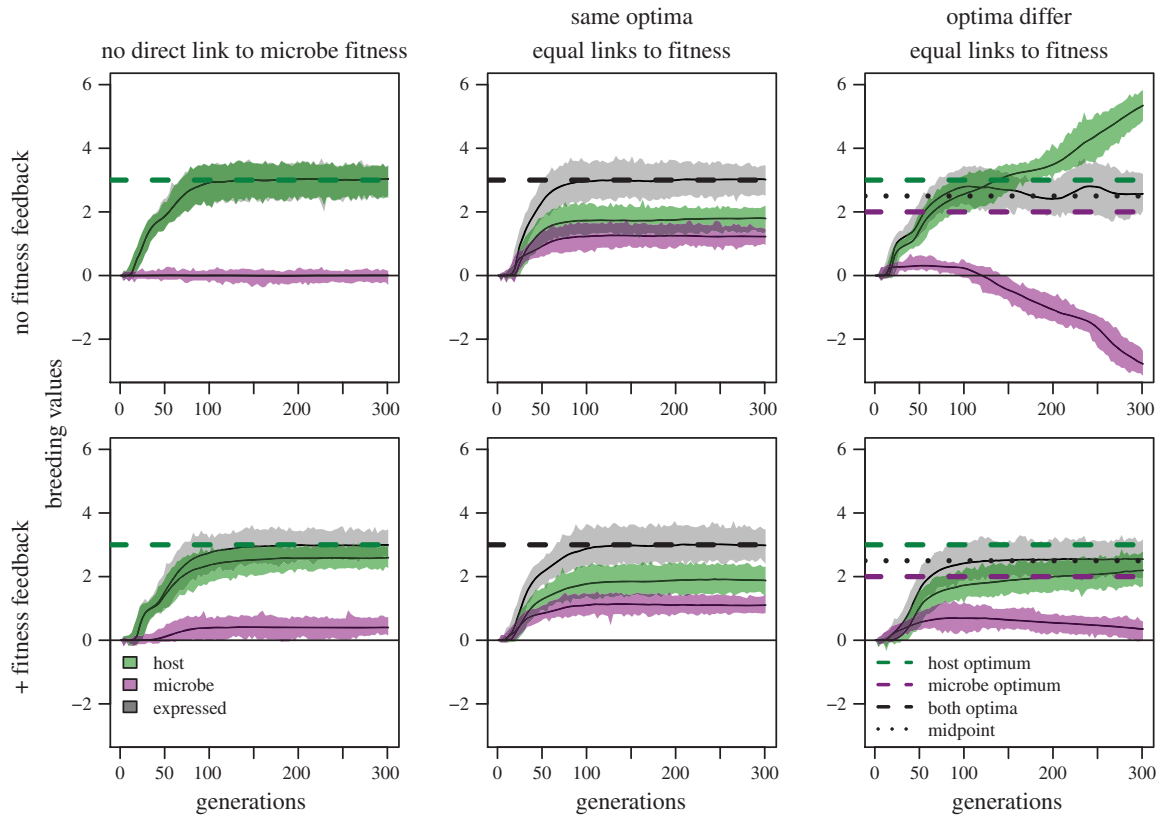 same optima
optima differ
no direct link to microbe fitness
equal links to fitness
equal links to fitness
no fitness feedback
+ fitness feedback
breeding values
6
4
2
0
−2
0 50 100 200 300
6
4
2
0
−2
0 50 100 200 300
6
4
2
0
−2
0 50 100 200 300
6
4
2
0
−2
host
microbe
expressed
0 50 100 200 300
generations
6
4
2
0
−2
0 50 100 200 300
generations
6
4
2
0
−2
host optimum
microbe optimum
both optima
midpoint
0 50 100 200 300
generations